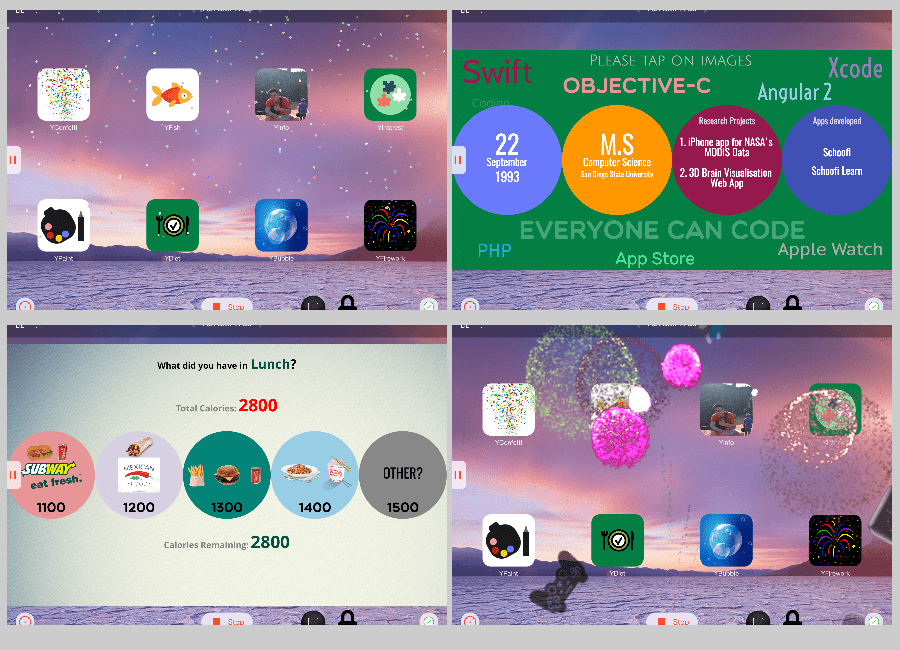 YConfetti
YFish
YInfo
YInterest
YPaint
YDiet
YBubble
YFirework
Stop
PLEASE TAP ON IMAGES
Swift
Xcode
OBJECTIVE-C
Angular 2
Coding
22
September
1993
M.S
Computer Science
San Diego State University
Research Projects
1. iPhone app for NASA's
MODIS Data
2. 3D Brain Visualisation
Web App
Apps developed
Schoofi
Schoofi Learn
EVERYONE CAN CODE
PHP
App Store
Apple Watch
Stop
What did you have in Lunch?
Total Calories: 2800
SUBWAY
eat fresh.
1100
MEXICAN
FOOD
1200
1300
1400
OTHER?
1500
Calories Remaining: 2800
Stop
YConfetti
YInfo
YPaint
YDiet
YBubble
YFirework
Stop